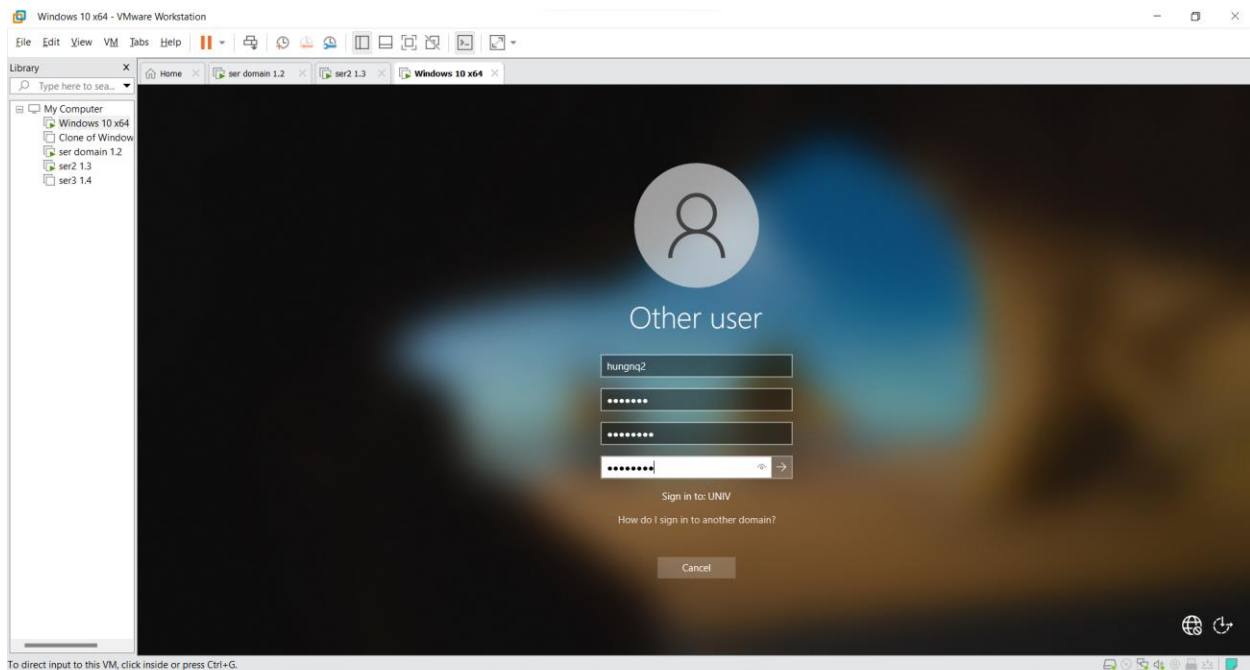 Windows 10 x64 - VMware Workstation
File Edit View VM Tabs Help
Library X
Type here to sea...
Home ser domain 1.2 ser2 1.3 Windows 10 x64
My Computer
Windows 10 x64
Clone of Window
ser domain 1.2
ser2 1.3
ser3 1.4
Other user
hungnq2
•••••••
••••••••
••••••••
Sign in to: UNIV
How do I sign in to another domain?
Cancel
To direct input to this VM, click inside or press Ctrl+G.